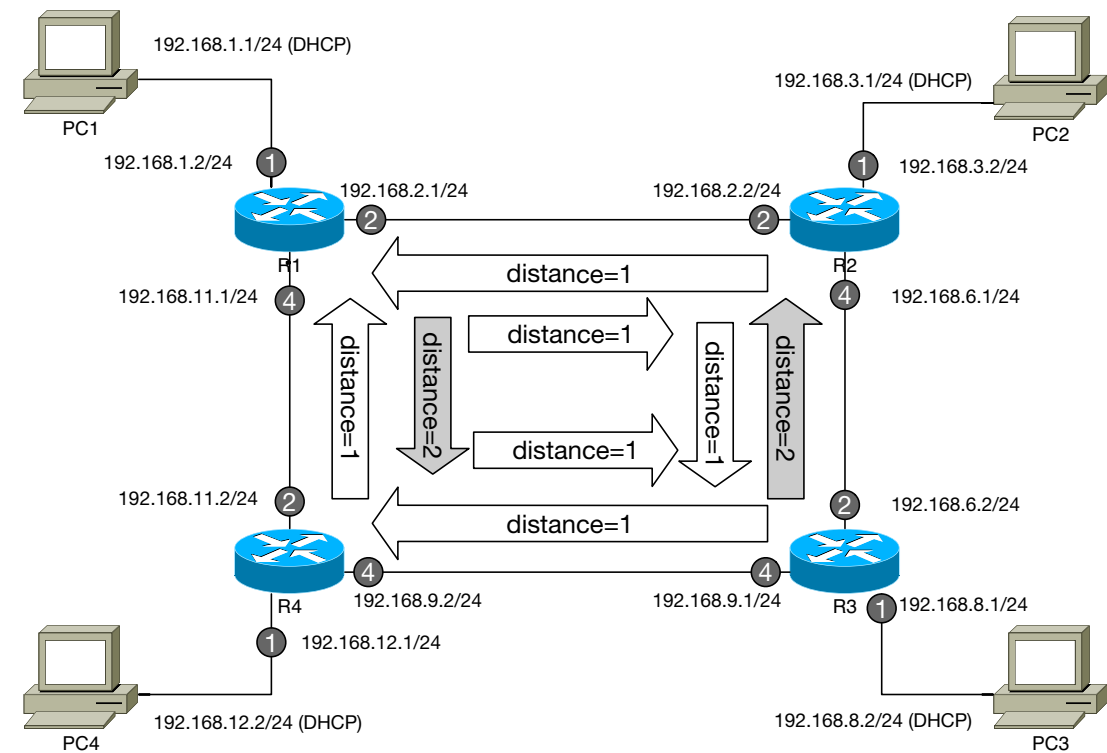 192.168.1.1/24 (DHCP)
192.168.3.1/24 (DHCP)
PC1
PC2
192.168.1.2/24
1
1
192.168.3.2/24
192.168.2.1/24
192.168.2.2/24
2
2
R1
R2
distance=1
192.168.11.1/24
4
4
192.168.6.1/24
distance=1
distance=1
distance=2
distance=1
distance=2
distance=1
192.168.11.2/24
2
2
192.168.6.2/24
distance=1
4
4
R4
192.168.9.2/24
192.168.9.1/24
R3
1
192.168.8.1/24
1
192.168.12.1/24
192.168.12.2/24 (DHCP)
192.168.8.2/24 (DHCP)
PC4
PC3